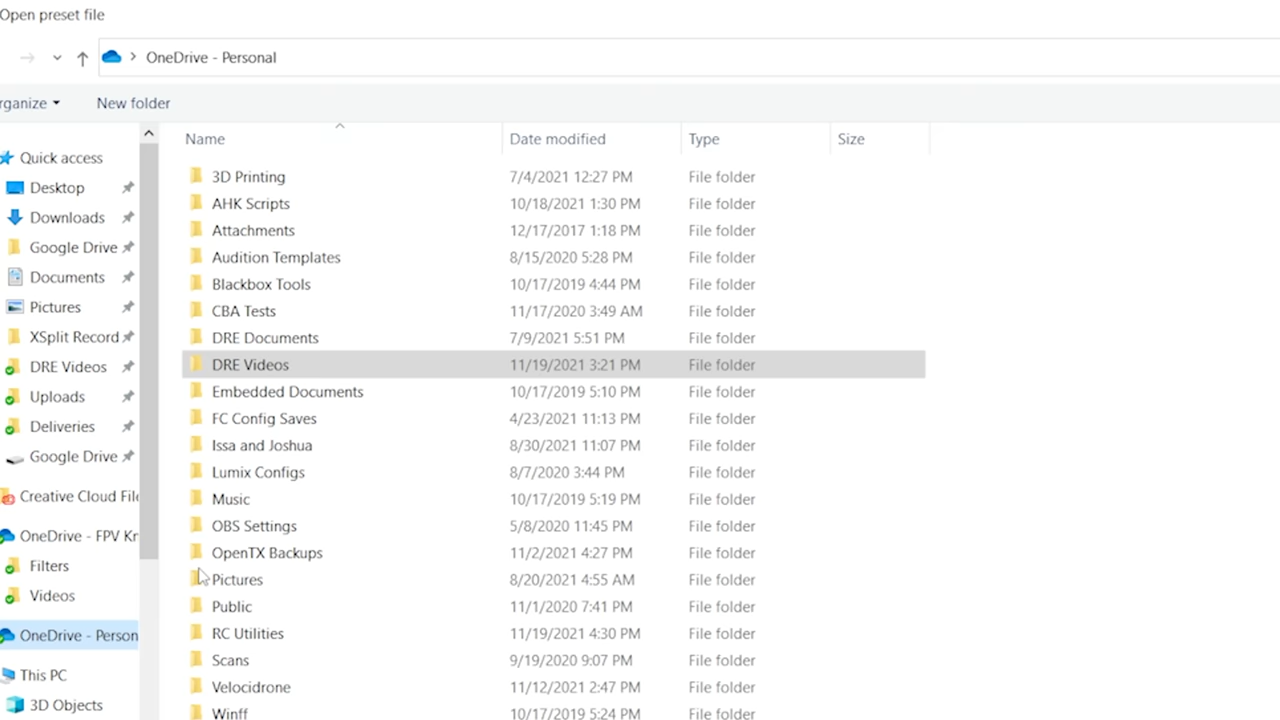 Open preset file
OneDrive - Personal
rganize New folder
Name Date modified Type Size
Quick access
Desktop
Downloads
Google Drive
Documents
Pictures
XSplit Record
DRE Videos
Uploads
Deliveries
Google Drive
Creative Cloud File
OneDrive - FPV Kr
Filters
Videos
OneDrive - Person
This PC
3D Objects
3D Printing 7/4/2021 12:27 PM File folder
AHK Scripts 10/18/2021 1:30 PM File folder
Attachments 12/17/2017 1:18 PM File folder
Audition Templates 8/15/2020 5:28 PM File folder
Blackbox Tools 10/17/2019 4:44 PM File folder
CBA Tests 11/17/2020 3:49 AM File folder
DRE Documents 7/9/2021 5:51 PM File folder
DRE Videos 11/19/2021 3:21 PM File folder
Embedded Documents 10/17/2019 5:10 PM File folder
FC Config Saves 4/23/2021 11:13 PM File folder
Issa and Joshua 8/30/2021 11:07 PM File folder
Lumix Configs 8/7/2020 3:44 PM File folder
Music 10/17/2019 5:19 PM File folder
OBS Settings 5/8/2020 11:45 PM File folder
OpenTX Backups 11/2/2021 4:27 PM File folder
Pictures 8/20/2021 4:55 AM File folder
Public 11/1/2020 7:41 PM File folder
RC Utilities 11/19/2021 4:30 PM File folder
Scans 9/19/2020 9:07 PM File folder
Velocidrone 11/12/2021 2:47 PM File folder
Winff 10/17/2019 5:24 PM File folder